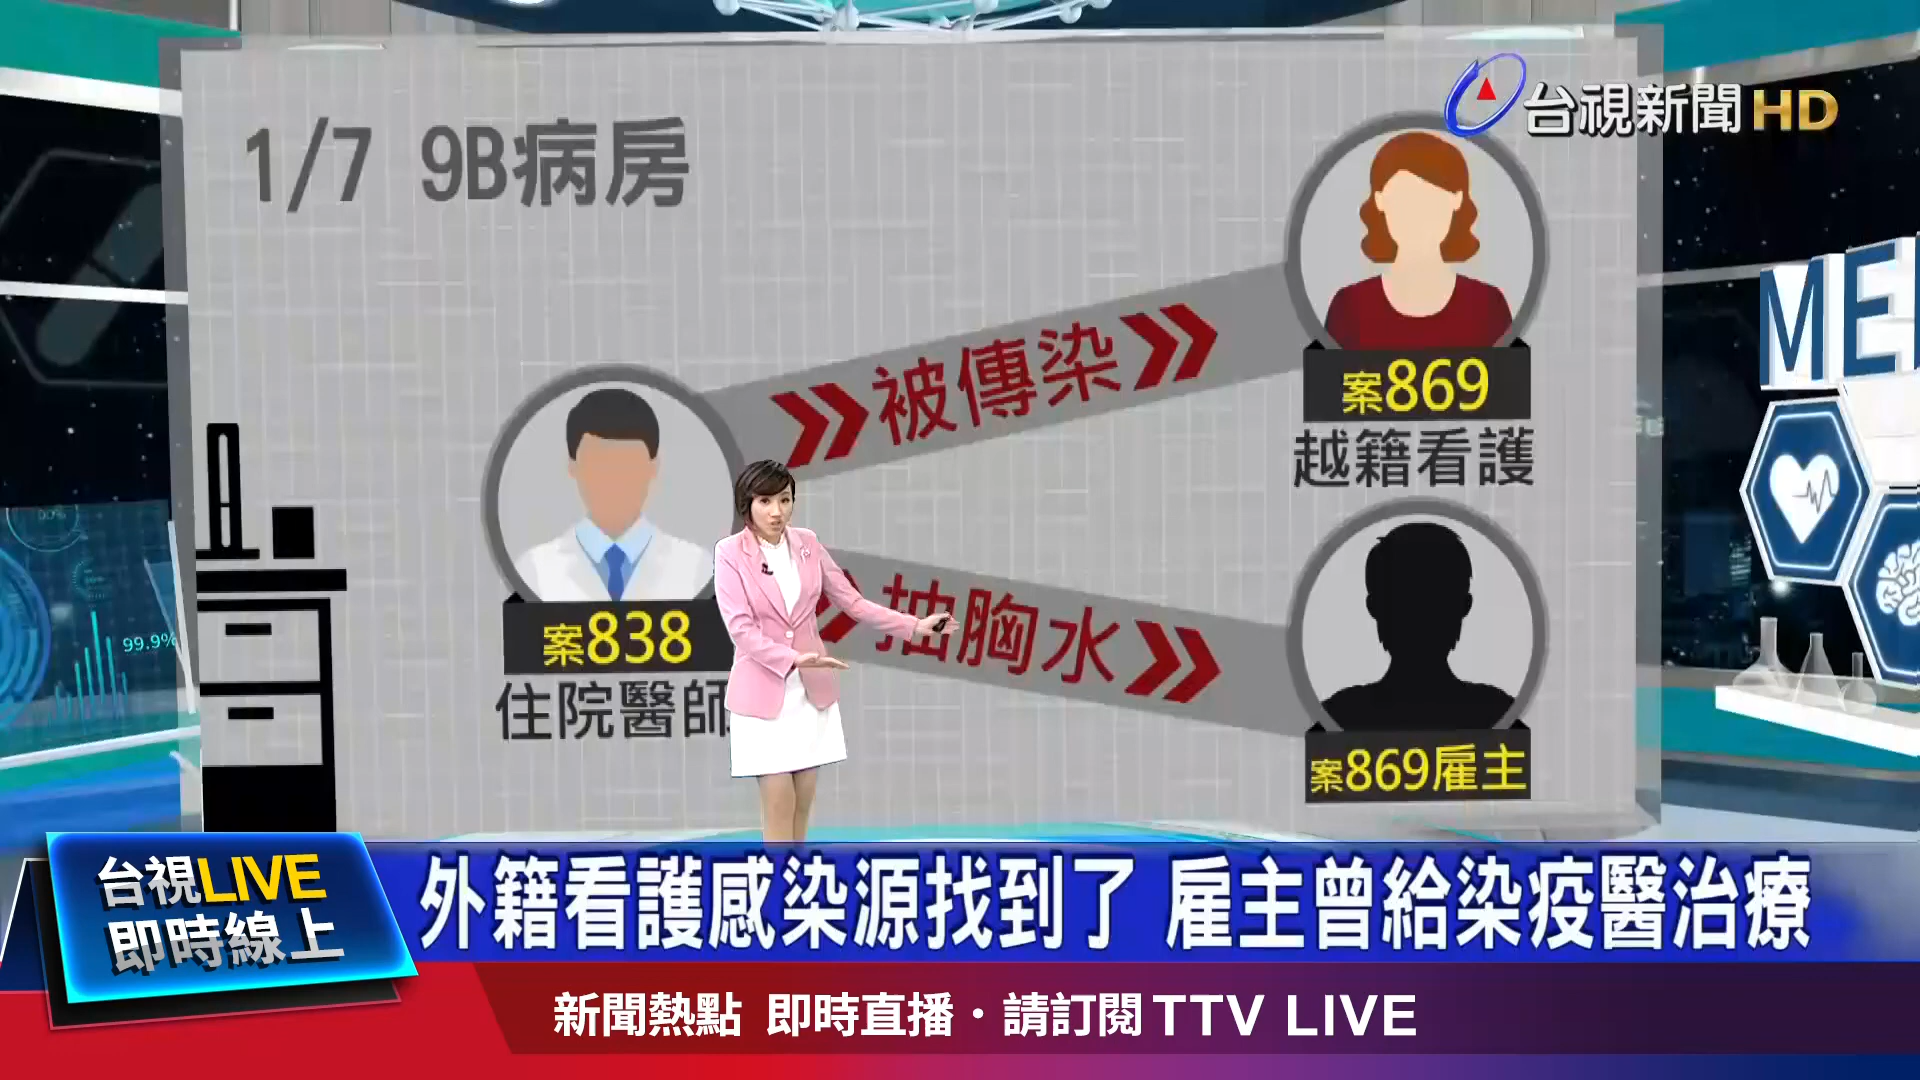 台視新聞HD
1/7 9B病房
被傳染
案869
越籍看護
案838
住院醫師
抽胸水
案869雇主
ME
99.9%
台視LIVE
即時線上
外籍看護感染源找到了 雇主曾給染疫醫治療
新聞熱點 即時直播・請訂閱TTV LIVE